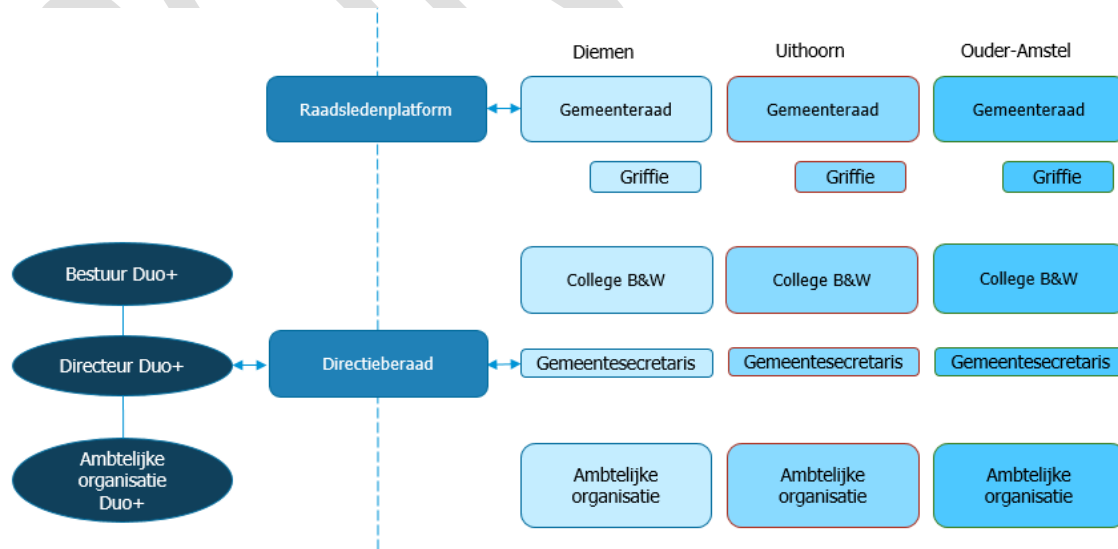 Diemen
Uithoorn
Ouder-Amstel
Raadsledenplatform
Gemeenteraad
Gemeenteraad
Gemeenteraad
Griffie
Griffie
Griffie
Bestuur Duo+
College B&W
College B&W
College B&W
Directeur Duo+
Directieberaad
Gemeentesecretaris
Gemeentesecretaris
Gemeentesecretaris
Ambtelijke
organisatie
Duo+
Ambtelijke
organisatie
Ambtelijke
organisatie
Ambtelijke
organisatie